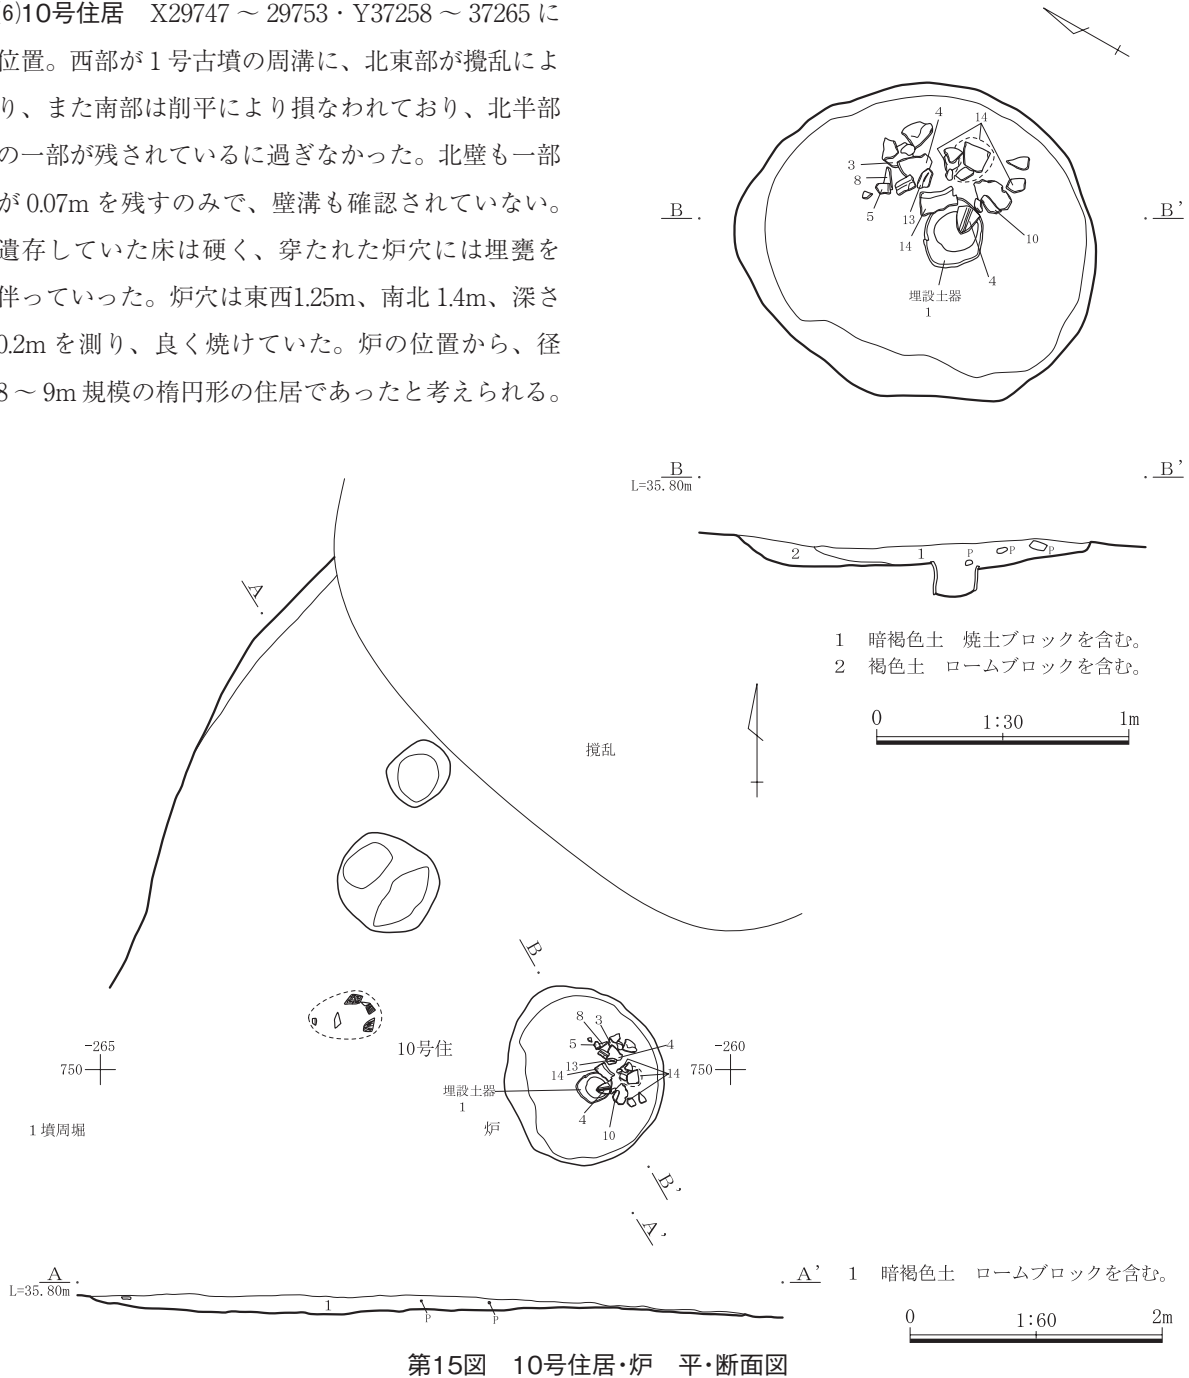 (6)10号住居　X29747 ～ 29753・Y37258 ～ 37265 に
位置。西部が１号古墳の周溝に、北東部が攪乱によ
り、また南部は削平により損なわれており、北半部
の一部が残されているに過ぎなかった。北壁も一部
が 0.07m を残すのみで、壁溝も確認されていない。
遺存していた床は硬く、穿たれた炉穴には埋甕を
伴っていった。炉穴は東西1.25m、南北 1.4m、深さ
0.2m を測り、良く焼けていた。炉の位置から、径
8 ～ 9m 規模の楕円形の住居であったと考えられる。
4
14
3
8
5
13
14
10
4
埋設土器
1
B
B'
B
L=35.80m
B'
2
1
P
P
P
1　暗褐色土　焼土ブロックを含む。
2　褐色土　ロームブロックを含む。
0
1:30
1m
A
攪乱
B
-265
750
10号住
8
3
5
4
13
14
14
埋設土器
1
4
10
炉
-260
750
1墳周堀
B'
A'
A
L=35.80m
1
P
P
A'
1　暗褐色土　ロームブロックを含む。
0
1:60
2m
第15図　10号住居・炉　平・断面図